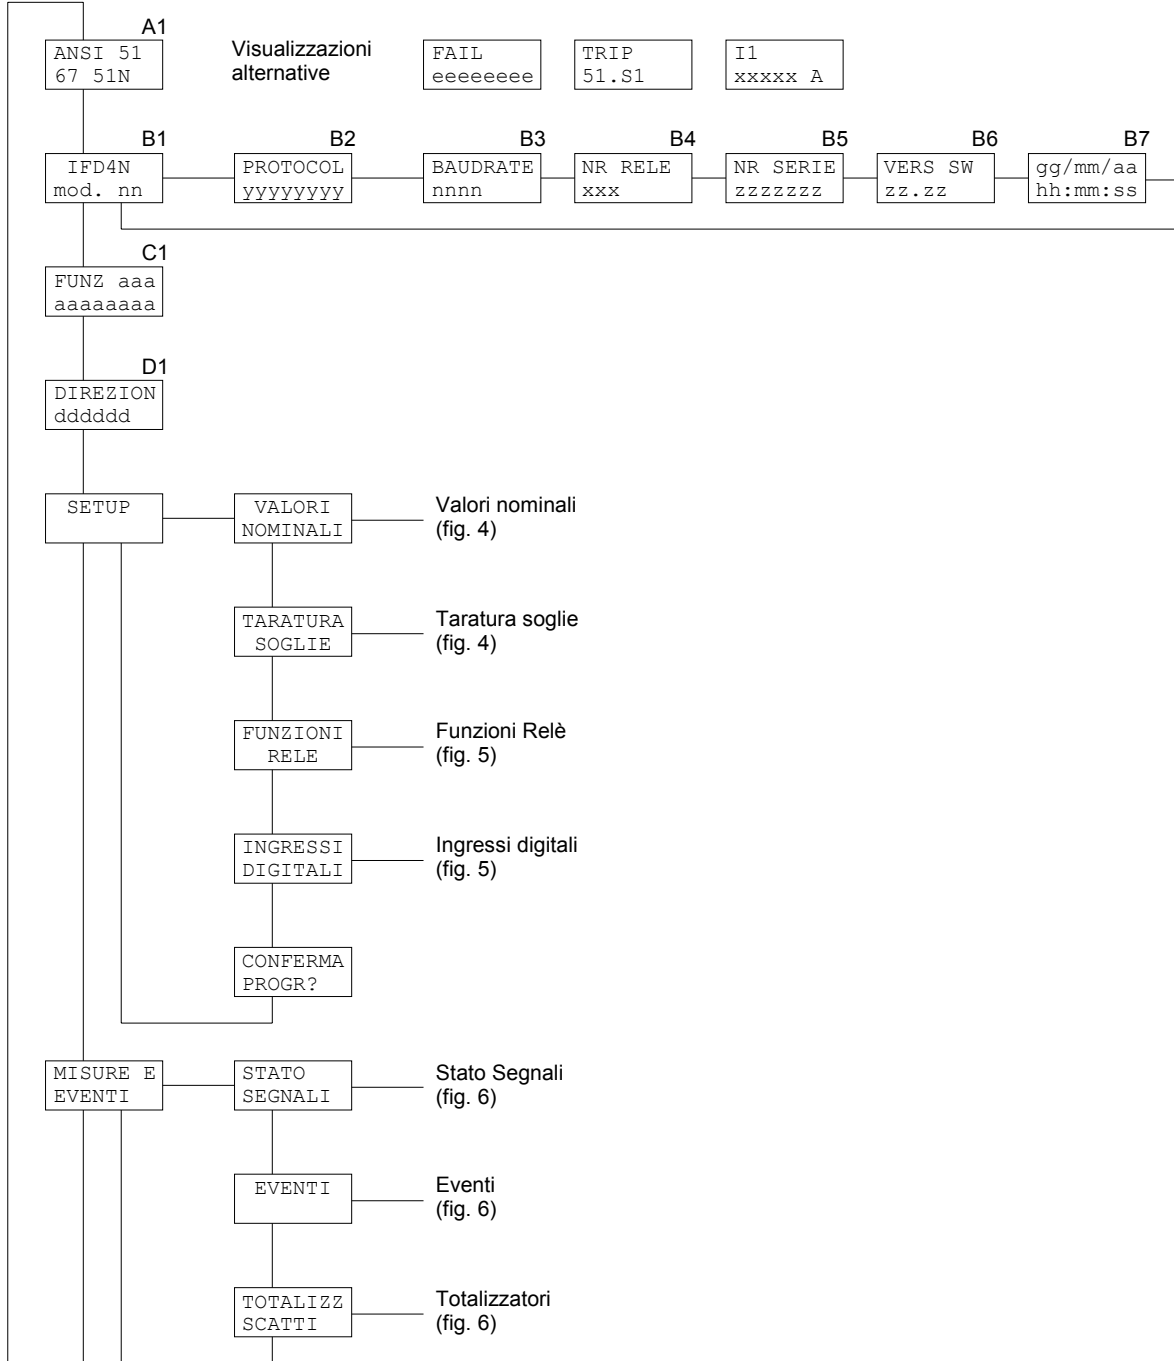 A1
ANSI 51
67 51N
Visualizzazioni
alternative
FAIL
eeeeeeee
TRIP
51.S1
I1
xxxxx A
B1
IFD4N
mod. nn
B2
PROTOCOL
yyyyyyyy
B3
BAUDRATE
nnnn
B4
NR RELE
xxx
B5
NR SERIE
zzzzzzz
B6
VERS SW
zz.zz
B7
gg/mm/aa
hh:mm:ss
C1
FUNZ aaa
aaaaaaaa
D1
DIREZION
dddddd
SETUP
VALORI
NOMINALI
Valori nominali
(fig. 4)
TARATURA
SOGLIE
Taratura soglie
(fig. 4)
FUNZIONI
RELE
Funzioni Relè
(fig. 5)
INGRESSI
DIGITALI
Ingressi digitali
(fig. 5)
CONFERMA
PROGR?
MISURE E
EVENTI
STATO
SEGNALI
Stato Segnali
(fig. 6)
EVENTI
Eventi
(fig. 6)
TOTALIZZ
SCATTI
Totalizzatori
(fig. 6)